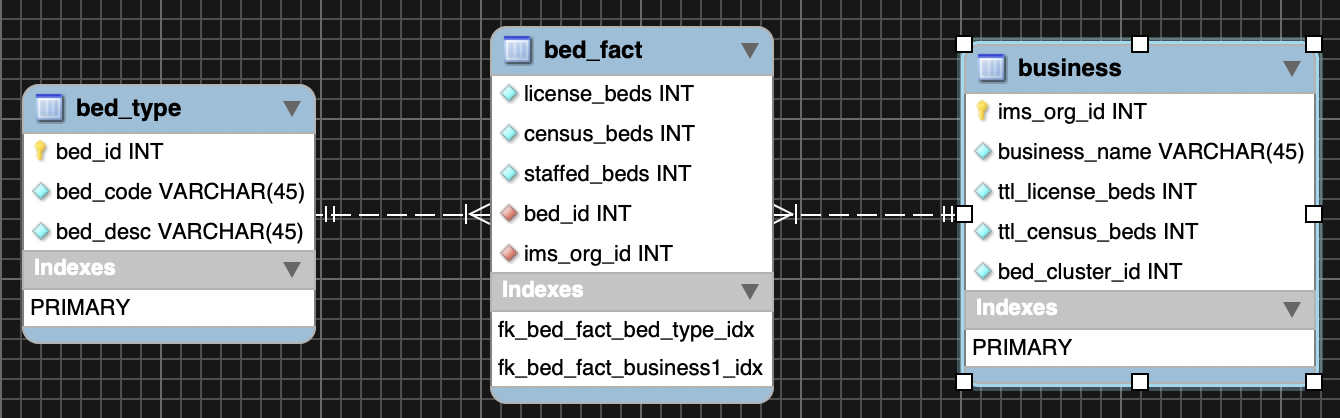 bed_type
bed_id INT
bed_code VARCHAR(45)
bed_desc VARCHAR(45)
Indexes
PRIMARY
bed_fact
license_beds INT
census_beds INT
staffed_beds INT
bed_id INT
ims_org_id INT
Indexes
fk_bed_fact_bed_type_idx
fk_bed_fact_business1_idx
business
ims_org_id INT
business_name VARCHAR(45)
ttl_license_beds INT
ttl_census_beds INT
bed_cluster_id INT
Indexes
PRIMARY